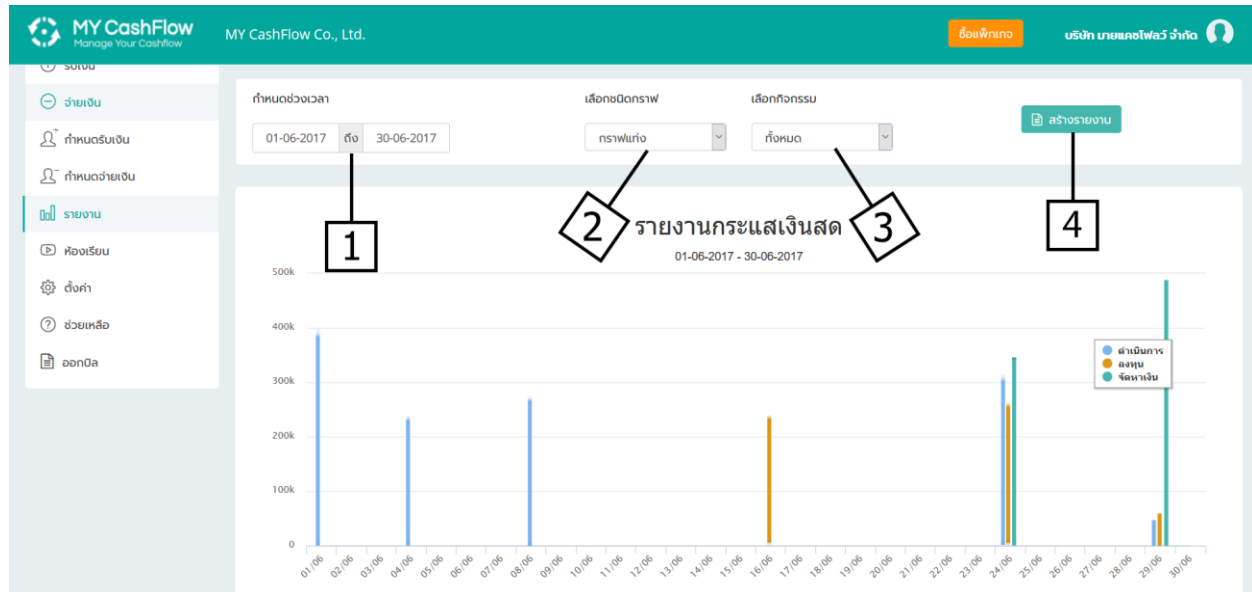 MY CashFlow
Manage Your Cashflow
MY CashFlow Co., Ltd.
ซื้อแพ็กเกจ
บริษัท มายแคชโฟลว์ จำกัด
รับเงิน
จ่ายเงิน
กำหนดรับเงิน
กำหนดจ่ายเงิน
รายงาน
ห้องเรียน
ตั้งค่า
ช่วยเหลือ
ออกบิล
กำหนดช่วงเวลา
เลือกชนิดกราฟ
เลือกกิจกรรม
01-06-2017 ถึง 30-06-2017
กราฟแท่ง
ทั้งหมด
สร้างรายงาน
1
2
3
4
รายงานกระแสเงินสด
01-06-2017 - 30-06-2017
500k
400k
300k
200k
100k
0
ดำเนินการ
ลงทุน
จัดหาเงิน
01/06 02/06 03/06 04/06 05/06 06/06 07/06 08/06 09/06 10/06 11/06 12/06 13/06 14/06 15/06 16/06 17/06 18/06 19/06 20/06 21/06 22/06 23/06 24/06 25/06 26/06 27/06 28/06 29/06 30/06